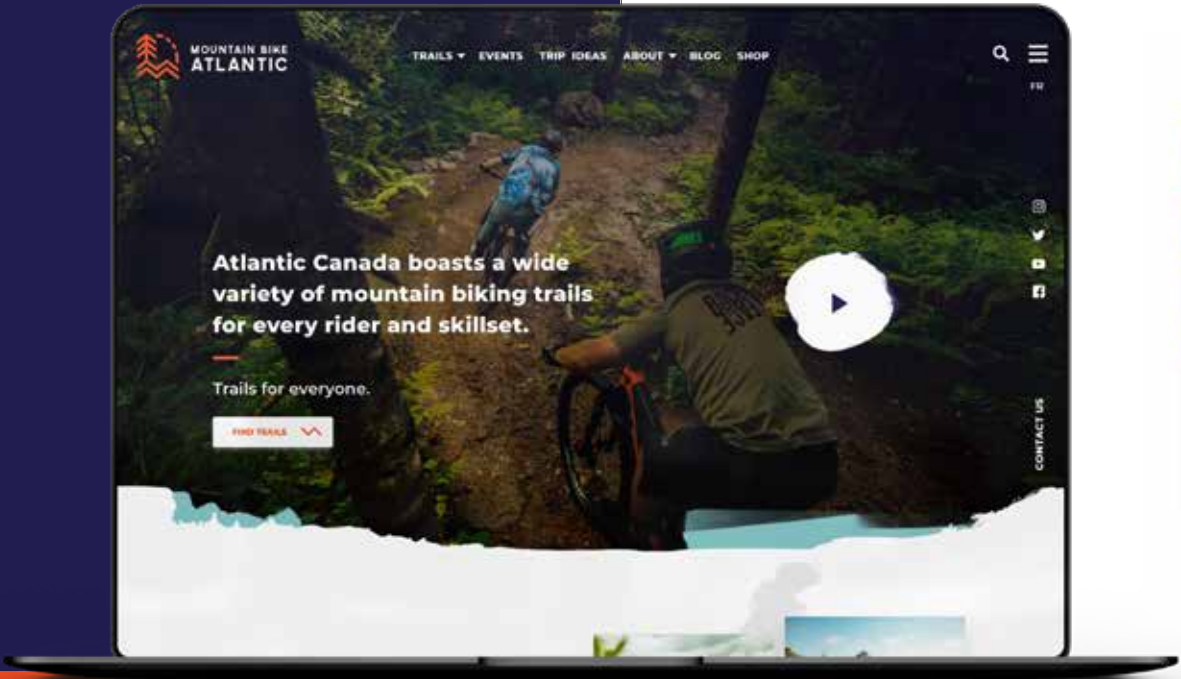 MOUNTAIN BIKE
ATLANTIC
TRAILS EVENTS TRIP IDEAS ABOUT BLOG SHOP
FR
Atlantic Canada boasts a wide
variety of mountain biking trails
for every rider and skillset.
Trails for everyone.
FIND TRAILS
CONTACT US